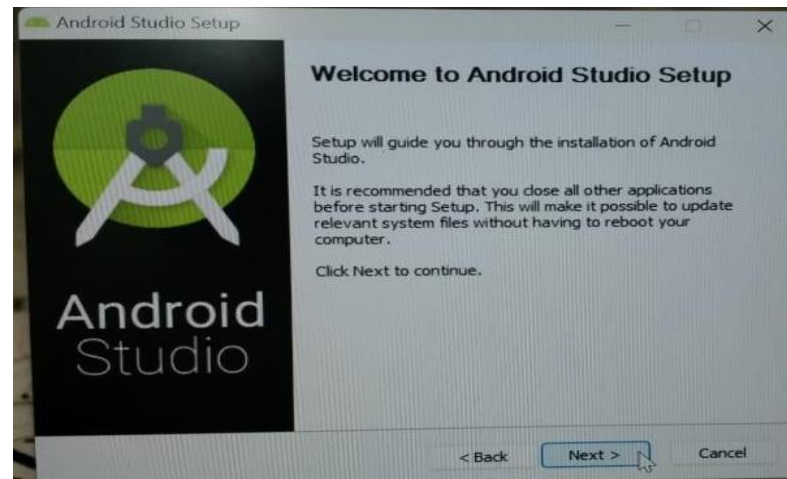 Android Studio Setup
Welcome to Android Studio Setup
Setup will guide you through the installation of Android
Studio.
It is recommended that you close all other applications
before starting Setup. This will make it possible to update
relevant system files without having to reboot your
computer.
Click Next to continue.
Android
Studio
< Back Next > Cancel